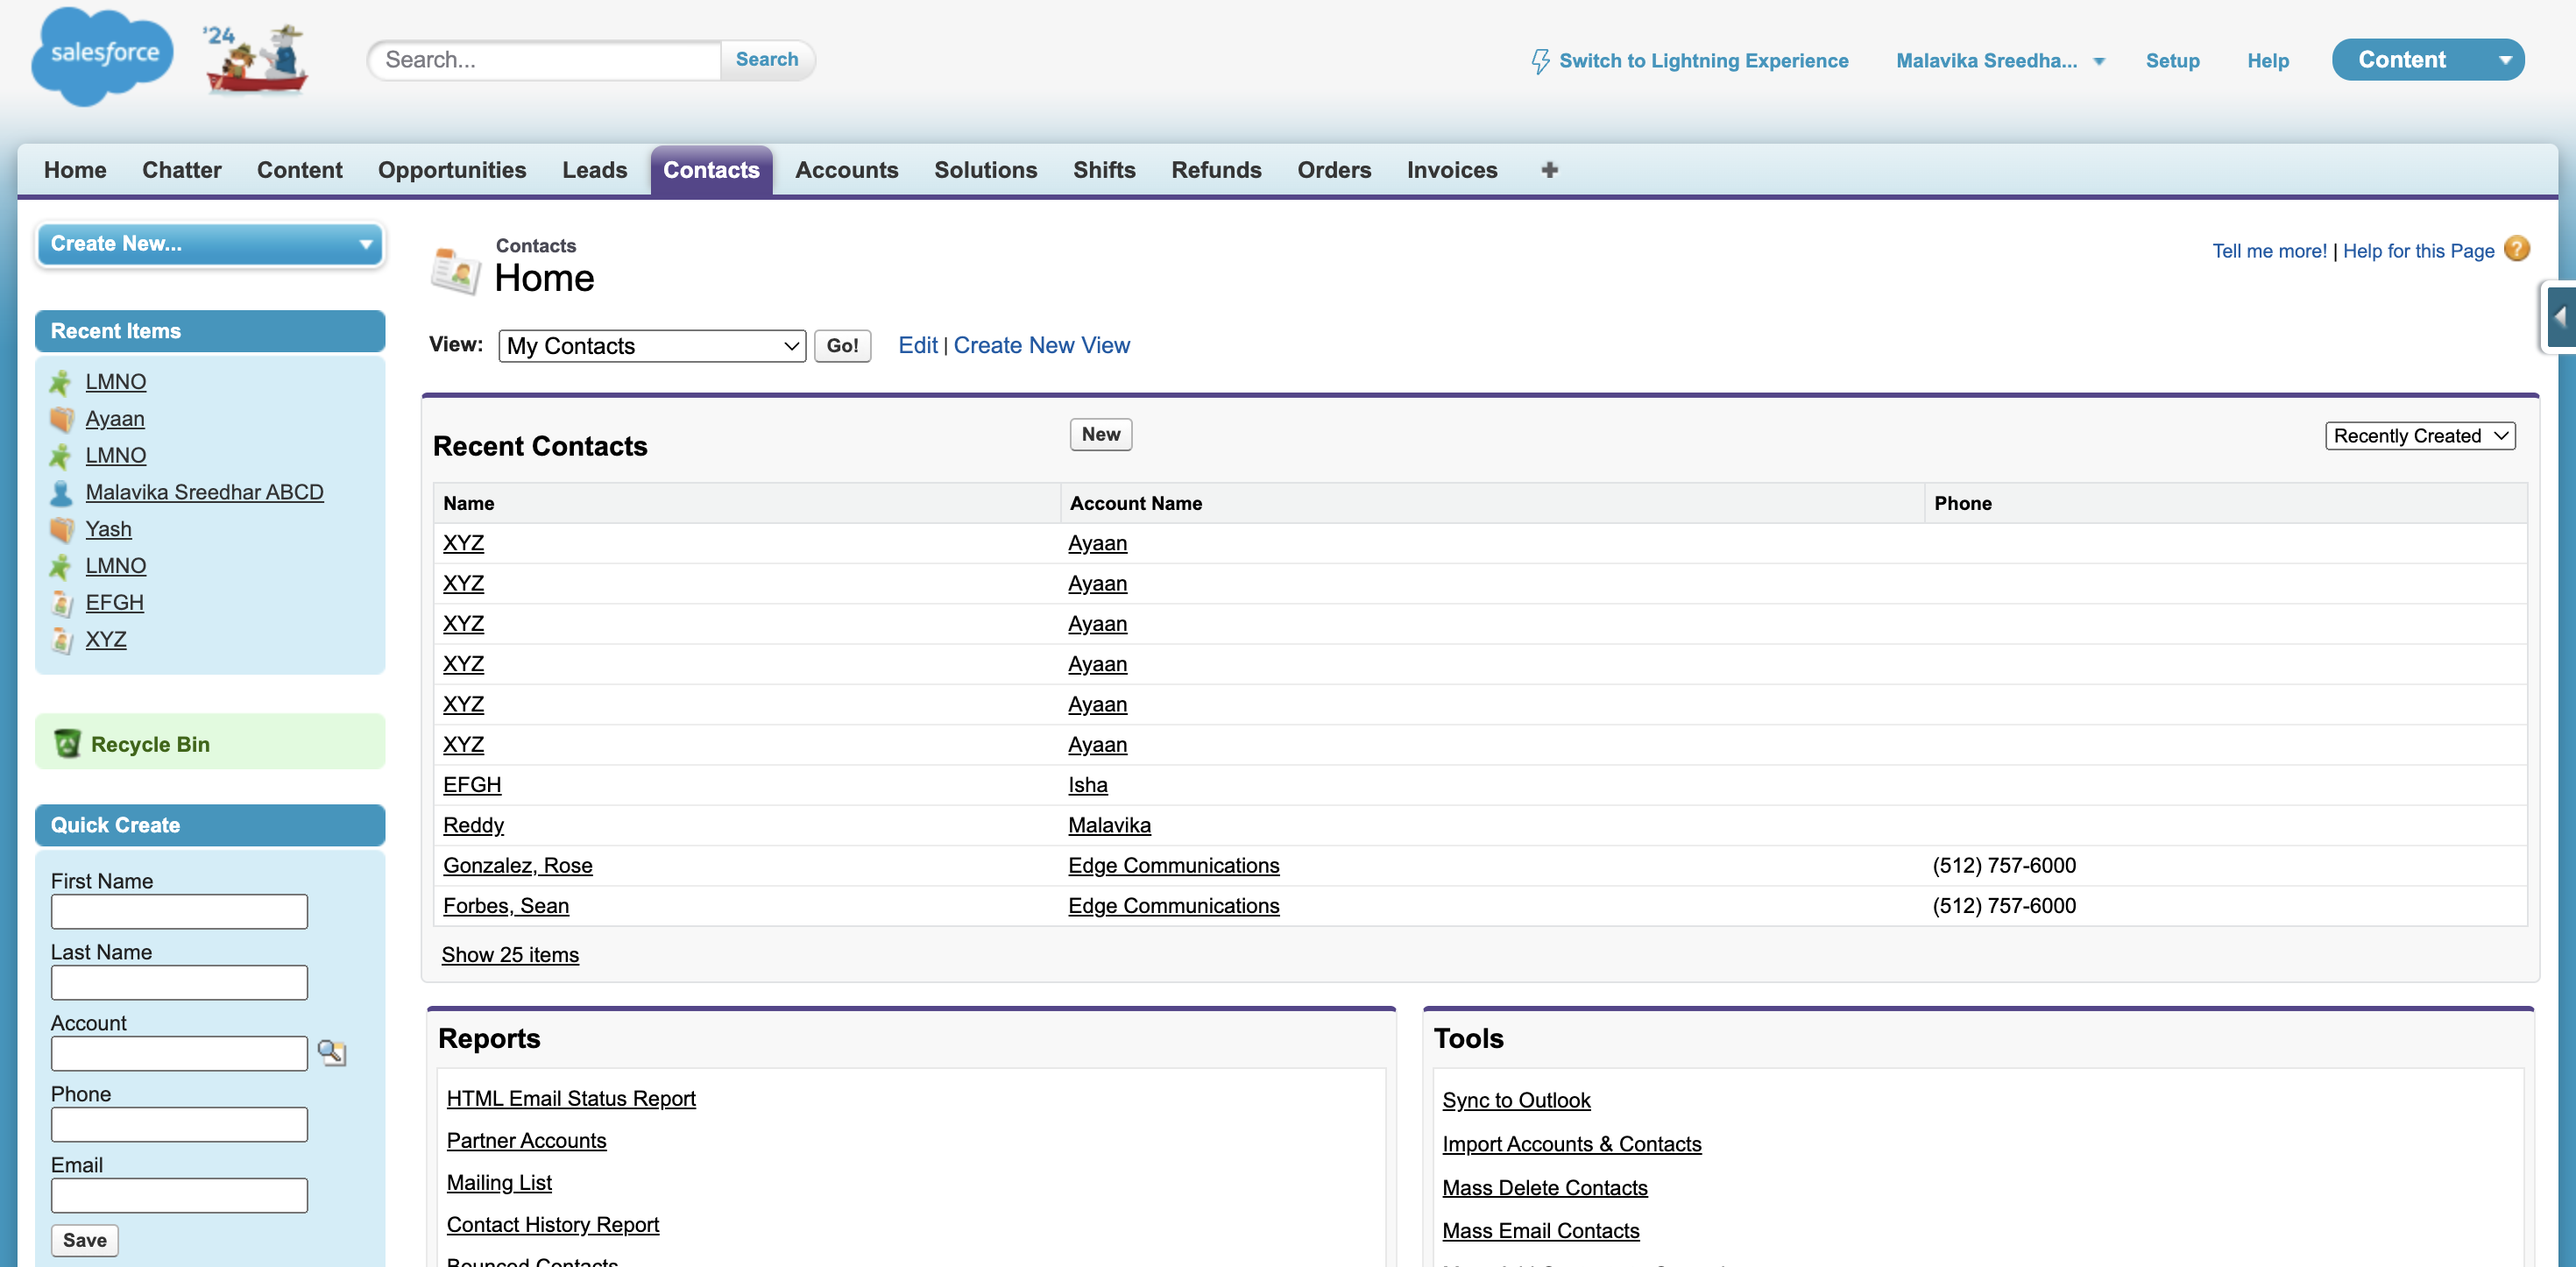 salesforce
'24
Search...
Search
Switch to Lightning Experience
Malavika Sreedha...
Setup
Help
Content
Home
Chatter
Content
Opportunities
Leads
Contacts
Accounts
Solutions
Shifts
Refunds
Orders
Invoices
+
Create New...
Recent Items
LMNO
Ayaan
LMNO
Malavika Sreedhar ABCD
Yash
LMNO
EFGH
XYZ
Recycle Bin
Quick Create
First Name
Last Name
Account
Phone
Email
Save
Contacts
Home
Tell me more! | Help for this Page ?
View: My Contacts Go! Edit | Create New View
Recent Contacts
New
Recently Created
Name Account Name Phone
XYZ Ayaan
XYZ Ayaan
XYZ Ayaan
XYZ Ayaan
XYZ Ayaan
XYZ Ayaan
EFGH Isha
Reddy Malavika
Gonzalez, Rose Edge Communications (512) 757-6000
Forbes, Sean Edge Communications (512) 757-6000
Show 25 items
Reports
HTML Email Status Report
Partner Accounts
Mailing List
Contact History Report
Bounced Contacts
Tools
Sync to Outlook
Import Accounts & Contacts
Mass Delete Contacts
Mass Email Contacts